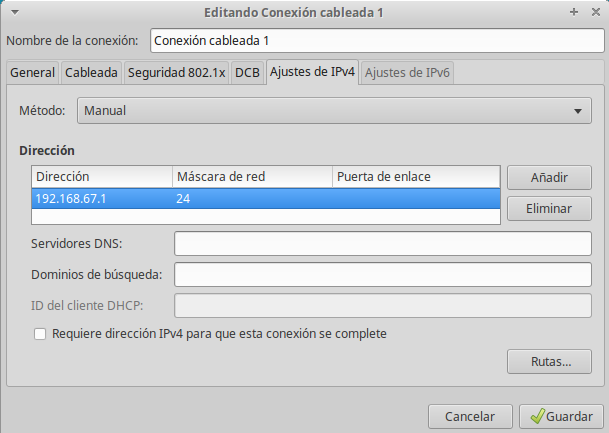 Editando Conexión cableada 1
Nombre de la conexión: Conexión cableada 1
General Cableada Seguridad 802.1x DCB Ajustes de IPv4 Ajustes de IPv6
Método: Manual
Dirección
Dirección Máscara de red Puerta de enlace Añadir
192.168.67.1 24
Eliminar
Servidores DNS:
Dominios de búsqueda:
ID del cliente DHCP:
Requiere dirección IPv4 para que esta conexión se complete
Rutas...
Cancelar Guardar